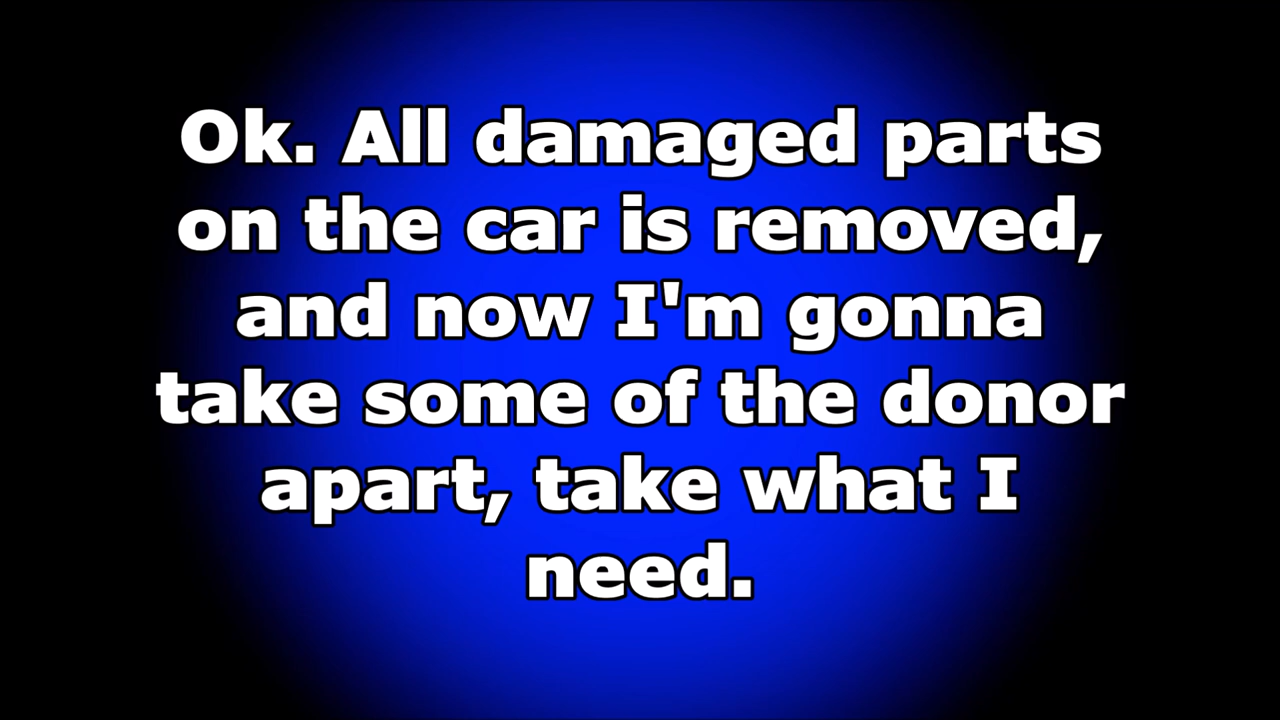 Ok. All damaged parts
on the car is removed,
and now I'm gonna
take some of the donor
apart, take what I
need.